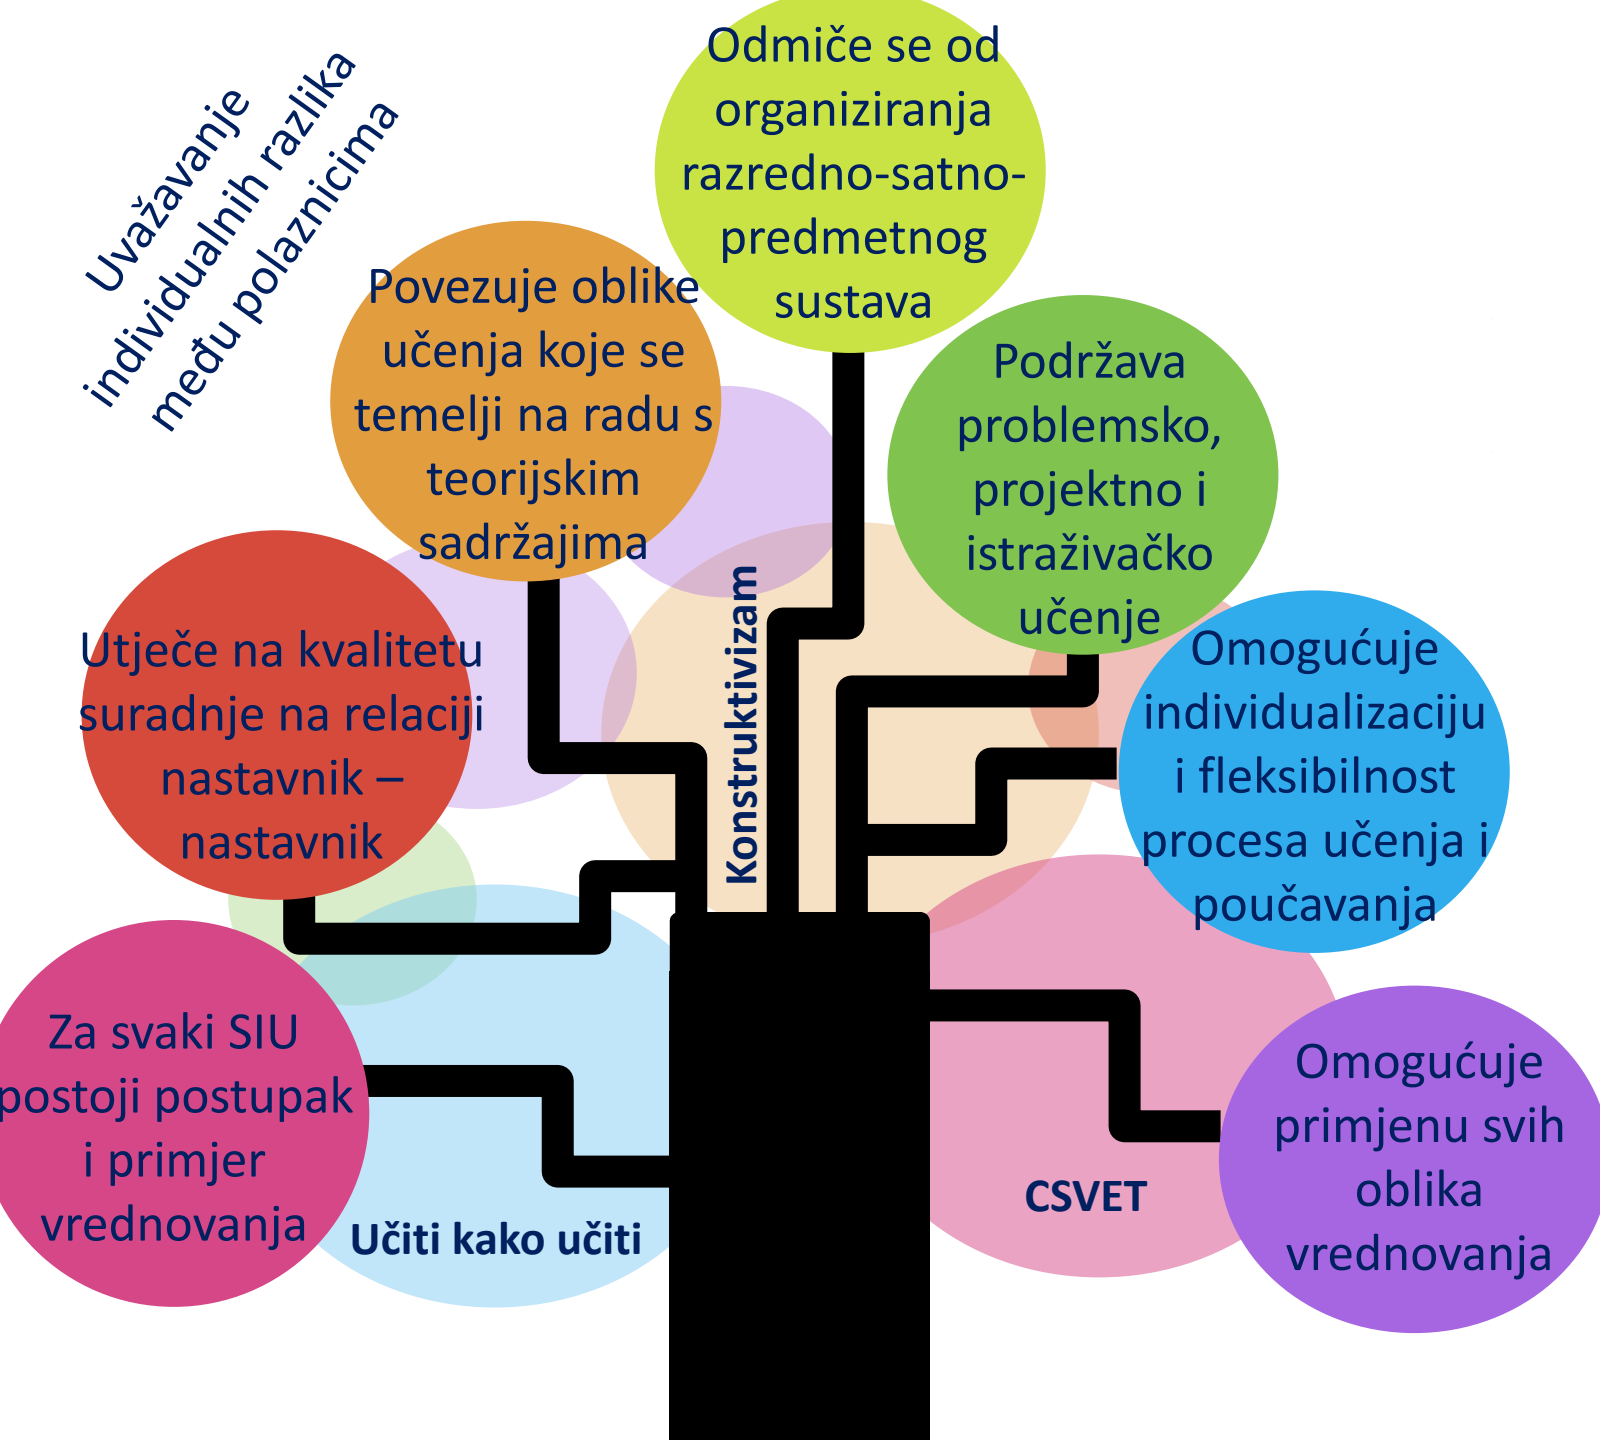 Uvažavanje
individualnih razlika
među polaznicima
Odmiče se od
organiziranja
razredno-satno-
predmetnog
sustava
Povezuje oblike
učenja koje se
temelji na radu s
teorijskim
sadržajima
Podržava
problemsko,
projektno i
istraživačko
učenje
Utječe na kvalitetu
suradnje na relaciji
nastavnik –
nastavnik
Konstruktivizam
Omogućuje
individualizaciju
i fleksibilnost
procesa učenja i
poučavanja
Za svaki SIU
postoji postupak
i primjer
vrednovanja
Učiti kako učiti
CSVET
Omogućuje
primjenu svih
oblika
vrednovanja